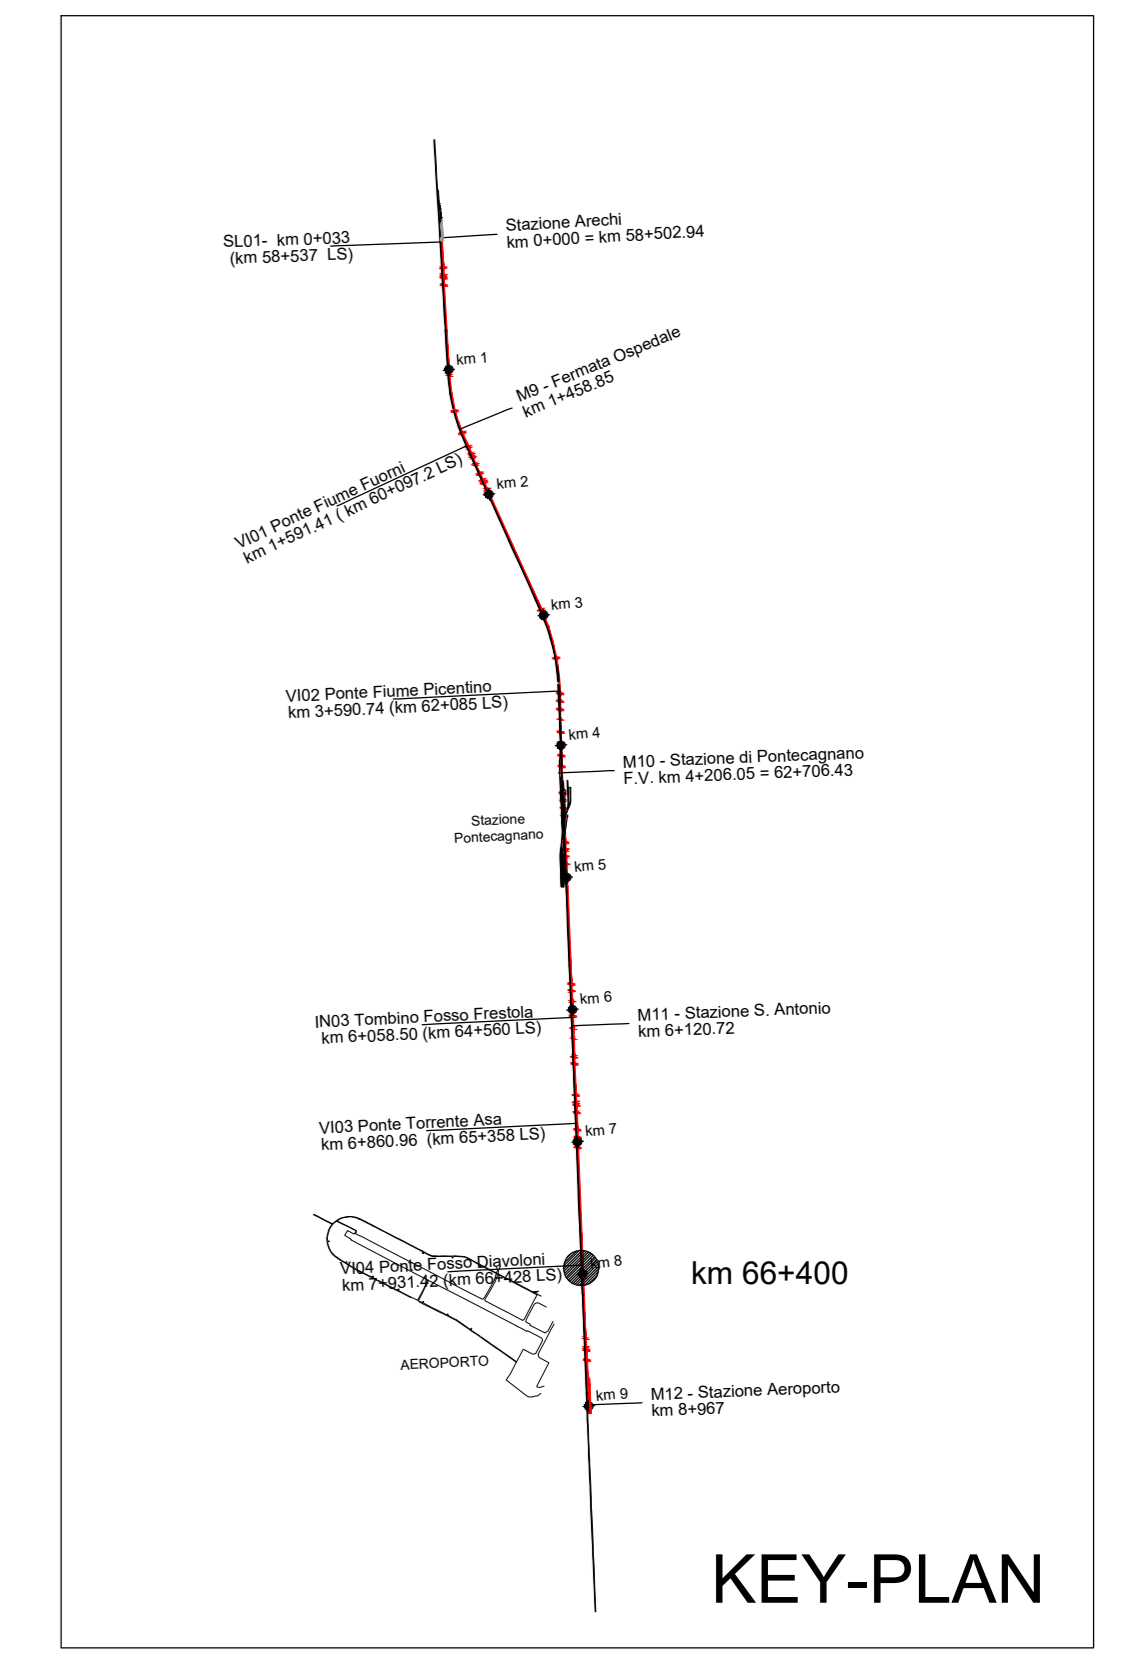 SL01-  km 0+033
(km 58+537  LS)
Stazione Arechi
km 0+000 = km 58+502.94
km 1
M9 - Fermata Ospedale
km 1+458.85
VI01 Ponte Fiume Fuorni
km 1+591.41 ( km 60+097.2 LS)
km 2
km 3
VI02 Ponte Fiume Picentino
km 3+590.74 (km 62+085 LS)
km 4
M10 - Stazione di Pontecagnano
F.V. km 4+206.05 = 62+706.43
Stazione
Pontecagnano
km 5
km 6
IN03 Tombino Fosso Frestola
km 6+058.50 (km 64+560 LS)
M11 - Stazione S. Antonio
km 6+120.72
VI03 Ponte Torrente Asa
km 6+860.96  (km 65+358 LS)
km 7
VI04 Ponte Fosso Diavoloni
km 7+931.42 (km 66+428 LS)
km 8
km 66+400
AEROPORTO
km 9
M12 - Stazione Aeroporto
km 8+967
KEY-PLAN